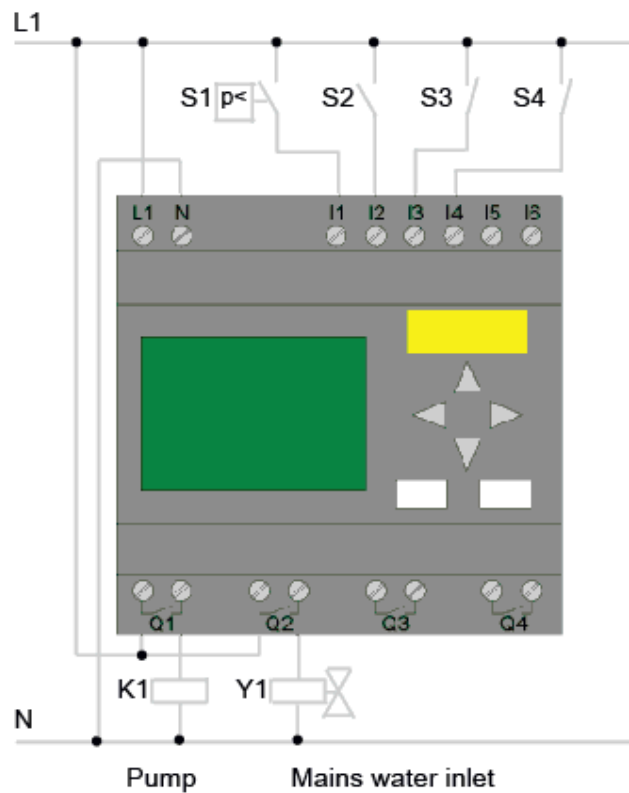 L1
S1 p< S2 S3 S4
L1 N I1 I2 I3 I4 I5 I6
Q1 Q2 Q3 Q4
K1 Y1
N
Pump Mains water inlet